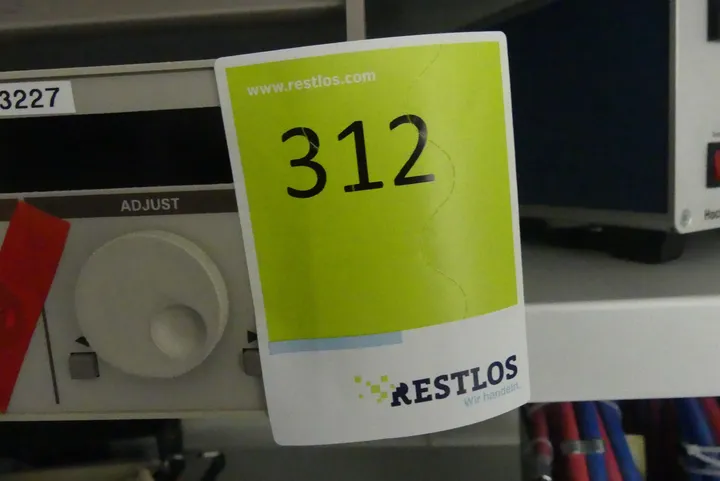 3227
www.restlos.com
312
ADJUST
RESTLOS
Wir handeln.